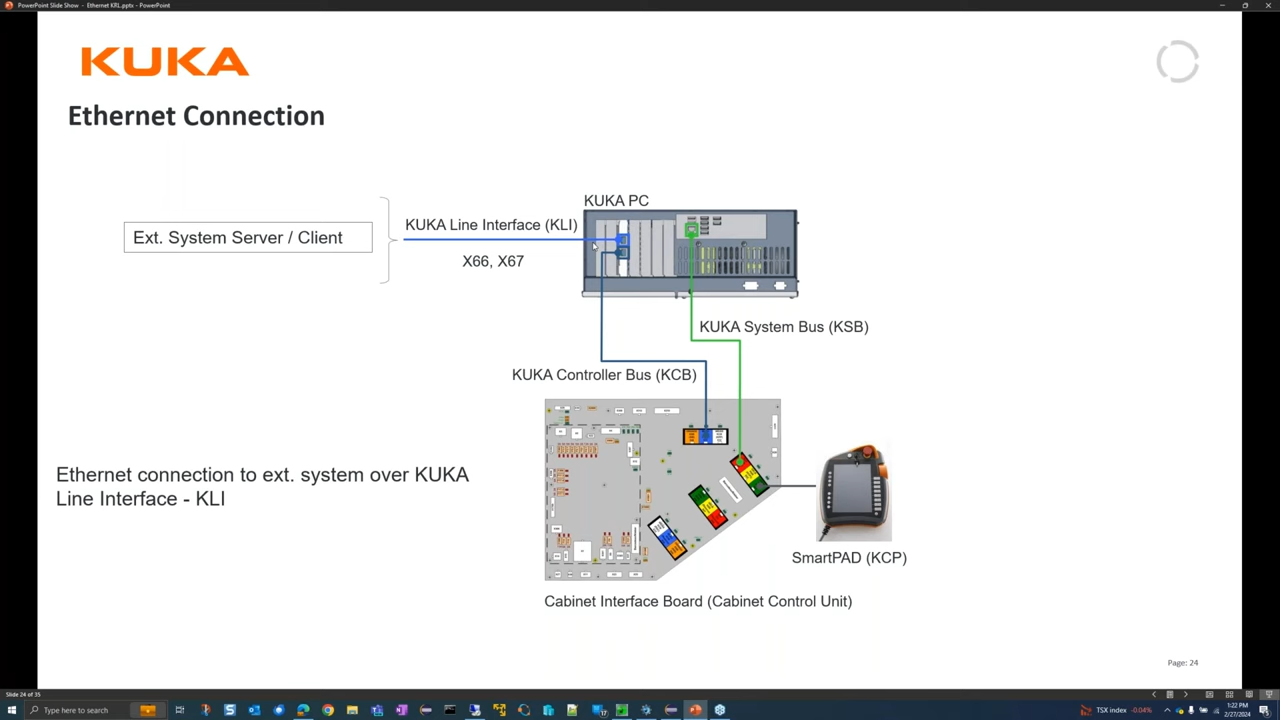 PowerPoint Slide Show - Ethernet KRL.pptx - PowerPoint
KUKA
Ethernet Connection
KUKA PC
KUKA Line Interface (KLI)
Ext. System Server / Client
X66, X67
KUKA System Bus (KSB)
KUKA Controller Bus (KCB)
Ethernet connection to ext. system over KUKA
Line Interface - KLI
SmartPAD (KCP)
Cabinet Interface Board (Cabinet Control Unit)
Page: 24
Slide 24 of 35
Type here to search
TSX index -0.04%
1:22 PM
2/27/2024